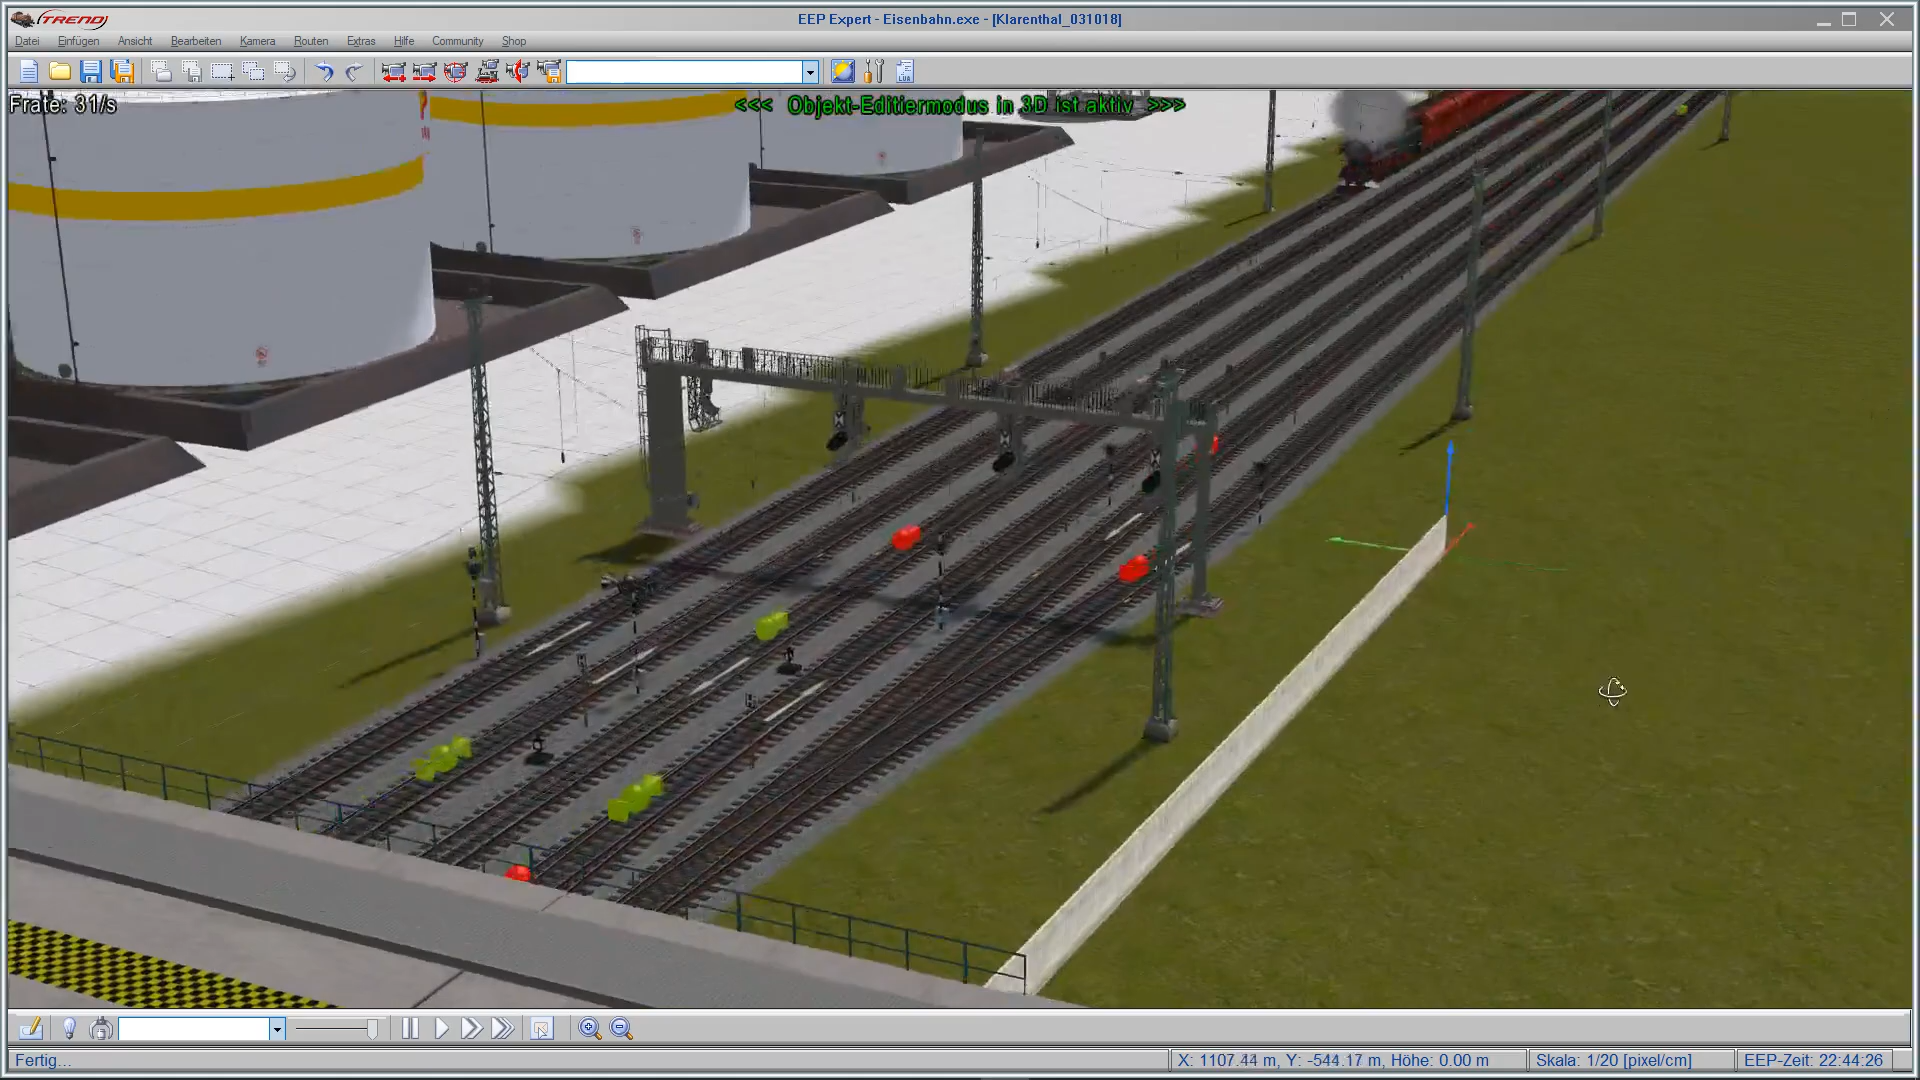 TREND
EEP Expert - Eisenbahn.exe - [Klarenthal_031018]
Datei Einfügen Ansicht Bearbeiten Kamera Routen Extras Hilfe Community Shop
LUA
Frate: 31/s
<<< Objekt-Editiermodus in 3D ist aktiv >>>
Fertig...
X: 1107.44 m, Y: -544.17 m, Höhe: 0.00 m
Skala: 1/20 [pixel/cm]
EEP-Zeit: 22:44:26